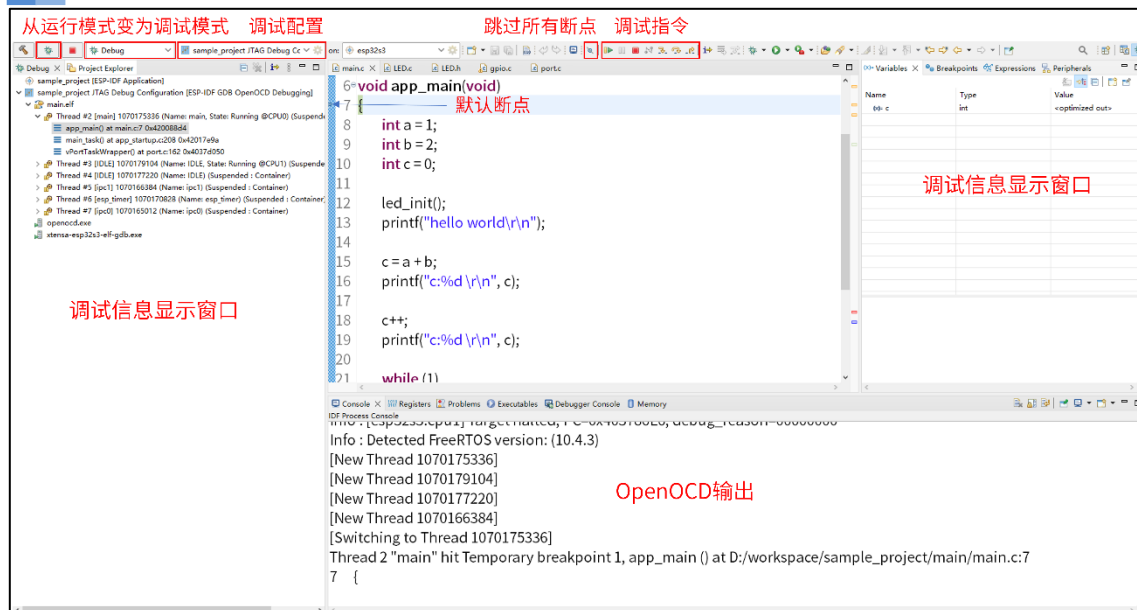 从运行模式变为调试模式 调试配置 跳过所有断点 调试指令
Debug sample_project JTAG Debug Cc on: esp32s3
Debug Project Explorer
sample_project [ESP-IDF Application]
sample_project JTAG Debug Configuration [ESP-IDF GDB OpenOCD Debugging]
main.elf
Thread #2 [main] 1070175336 (Name: main, State: Running @CPU0) (Suspende
app_main() at main.c:7 0x420088d4
main_task() at app_startup.c:208 0x42017e9a
vPortTaskWrapper() at port.c:162 0x4037d050
Thread #3 [IDLE] 1070179104 (Name: IDLE, State: Running @CPU1) (Suspende
Thread #4 [IDLE] 1070177220 (Name: IDLE) (Suspended : Container)
Thread #5 [ipc1] 1070166384 (Name: ipc1) (Suspended : Container)
Thread #6 [esp_timer] 1070170828 (Name: esp_timer) (Suspended : Container)
Thread #7 [ipc0] 1070165012 (Name: ipc0) (Suspended : Container)
openocd.exe
xtensa-esp32s3-elf-gdb.exe
调试信息显示窗口
main.c LED.c LED.h gpio.c port.c
6 void app_main(void)
7 { 默认断点
8 int a = 1;
9 int b = 2;
10 int c = 0;
11
12 led_init();
13 printf("hello world\r\n");
14
15 c = a + b;
16 printf("c:%d \r\n", c);
17
18 c++;
19 printf("c:%d \r\n", c);
20
21 while (1)
Variables Breakpoints Expressions Peripherals
Name Type Value
c int <optimized out>
调试信息显示窗口
Console Registers Problems Executables Debugger Console Memory
IDF Process Console
Info : [esp32s3.cpu1] Target halted, PC=0x403788E6, debug_reason=00000000
Info : Detected FreeRTOS version: (10.4.3)
[New Thread 1070175336]
[New Thread 1070179104]
[New Thread 1070177220]
[New Thread 1070166384]
[Switching to Thread 1070175336]
Thread 2 "main" hit Temporary breakpoint 1, app_main () at D:/workspace/sample_project/main/main.c:7
7 {
OpenOCD输出